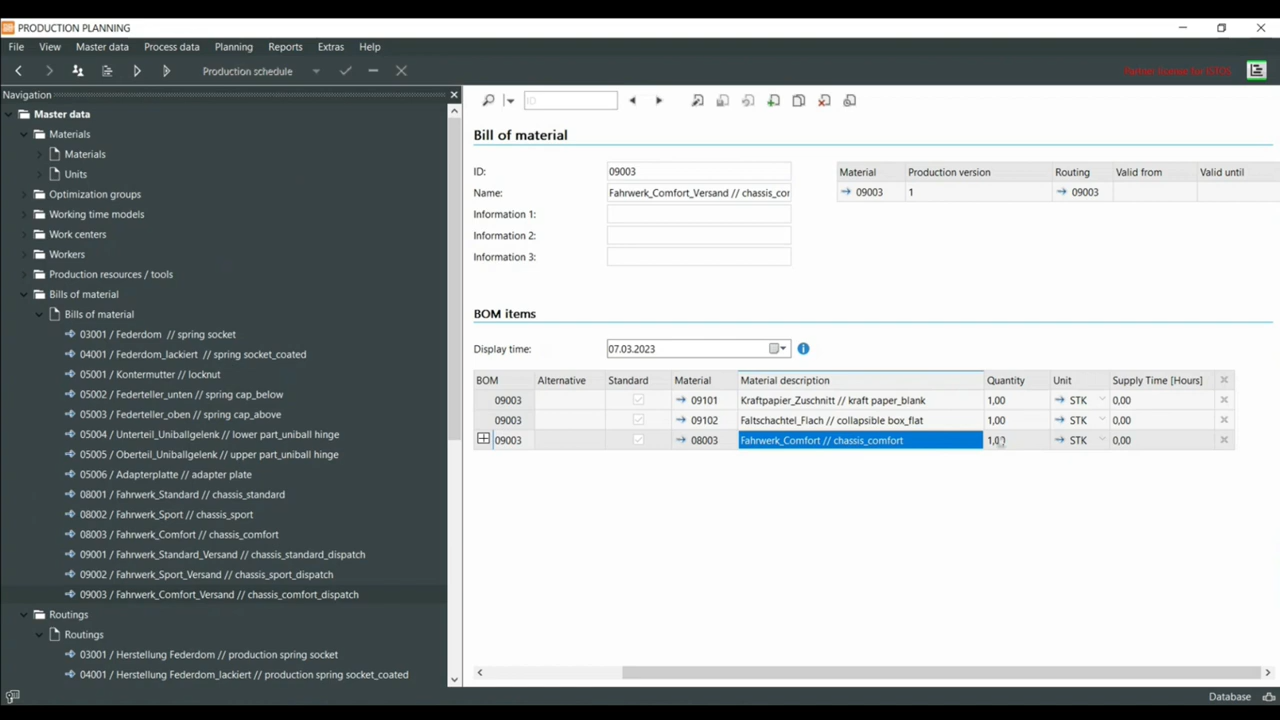 PRODUCTION PLANNING
File View Master data Process data Planning Reports Extras Help
Production schedule
Navigation
Master data
Materials
Materials
Units
Optimization groups
Working time models
Work centers
Workers
Production resources / tools
Bills of material
Bills of material
03001 / Federdom // spring socket
04001 / Federdom_lackiert // spring socket_coated
05001 / Kontermutter // locknut
05002 / Federteller_unten // spring cap_below
05003 / Federteller_oben // spring cap_above
05004 / Unterteil_Uniballgelenk // lower part_uniball hinge
05005 / Oberteil_Uniballgelenk // upper part_uniball hinge
05006 / Adapterplatte // adapter plate
08001 / Fahrwerk_Standard // chassis_standard
08002 / Fahrwerk_Sport // chassis_sport
08003 / Fahrwerk_Comfort // chassis_comfort
09001 / Fahrwerk_Standard_Versand // chassis_standard_dispatch
09002 / Fahrwerk_Sport_Versand // chassis_sport_dispatch
09003 / Fahrwerk_Comfort_Versand // chassis_comfort_dispatch
Routings
Routings
03001 / Herstellung Federdom // production spring socket
04001 / Herstellung Federdom_lackiert // production spring socket_coated
ID
Bill of material
ID: 09003
Name: Fahrwerk_Comfort_Versand // chassis_cor
Information 1:
Information 2:
Information 3:
Material Production version Routing Valid from Valid until
09003 1 09003
BOM items
Display time: 07.03.2023
BOM Alternative Standard Material Material description Quantity Unit Supply Time [Hours]
09003 09101 Kraftpapier_Zuschnitt // kraft paper_blank 1,00 STK 0,00
09003 09102 Faltschachtel_Flach // collapsible box_flat 1,00 STK 0,00
09003 08003 Fahrwerk_Comfort // chassis_comfort 1,00 STK 0,00
Database